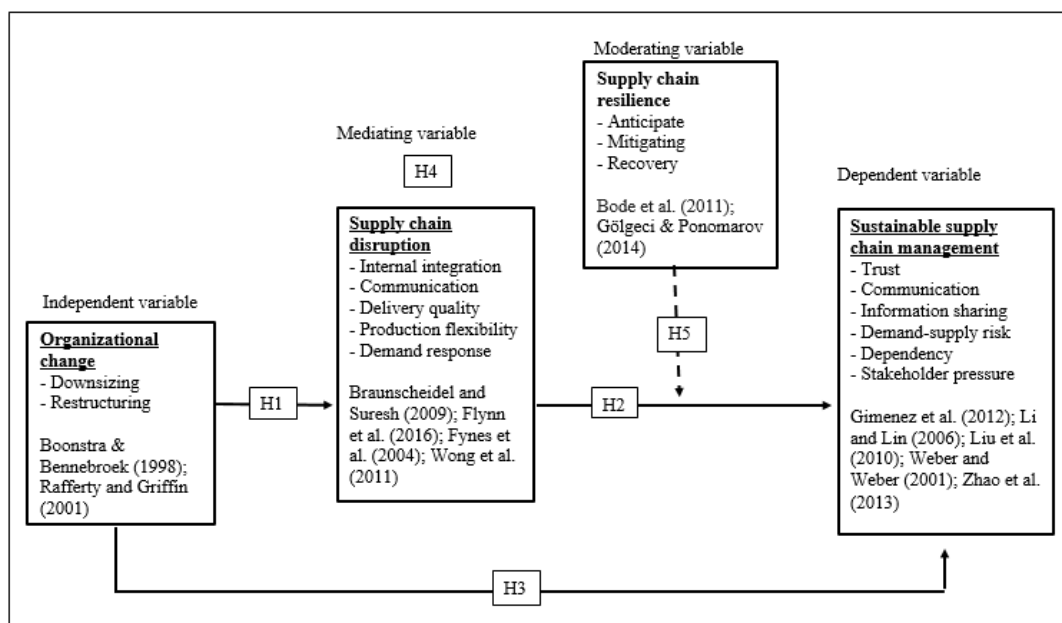 Independent variable
Organizational
change
- Downsizing
- Restructuring
Boonstra &
Bennebroek (1998);
Rafferty and Griffin
(2001)
H1
Mediating variable
H4
Supply chain
disruption
- Internal integration
- Communication
- Delivery quality
- Production flexibility
- Demand response
Braunscheidel and
Suresh (2009); Flynn
et al. (2016); Fynes
et al. (2004); Wong et al.
(2011)
H2
Moderating variable
Supply chain
resilience
- Anticipate
- Mitigating
- Recovery
Bode et al. (2011);
Gölgeci & Ponomarov
(2014)
H5
Dependent variable
Sustainable supply
chain management
- Trust
- Communication
- Information sharing
- Demand-supply risk
- Dependency
- Stakeholder pressure
Gimenez et al. (2012); Li
and Lin (2006); Liu et al.
(2010); Weber and
Weber (2001); Zhao et al.
(2013)
H3